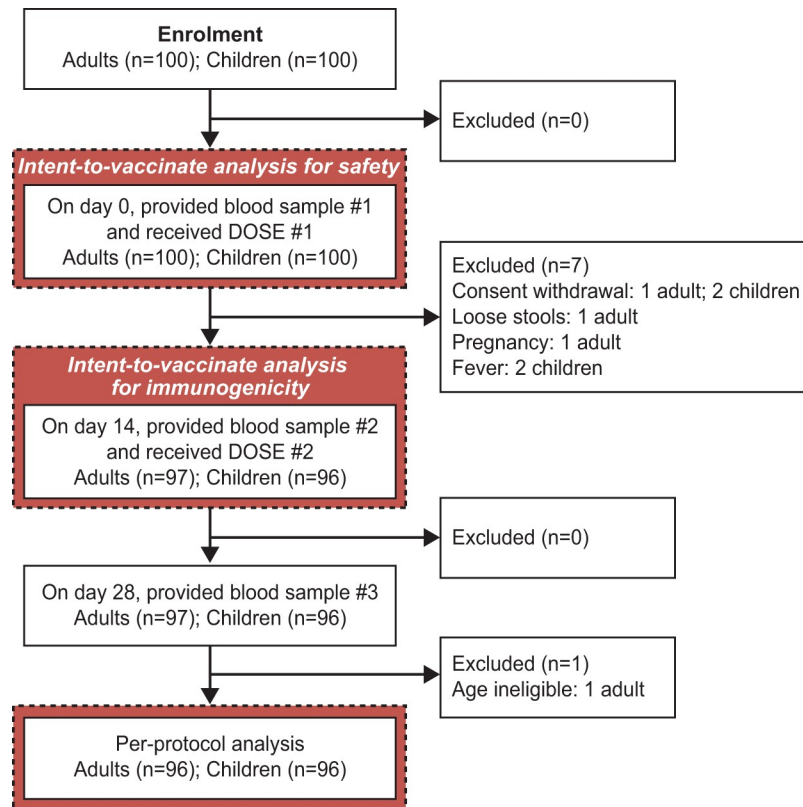 Enrolment
Adults (n=100); Children (n=100)
Excluded (n=0)
Intent-to-vaccinate analysis for safety
On day 0, provided blood sample #1
and received DOSE #1
Adults (n=100); Children (n=100)
Excluded (n=7)
Consent withdrawal: 1 adult; 2 children
Loose stools: 1 adult
Pregnancy: 1 adult
Fever: 2 children
Intent-to-vaccinate analysis
for immunogenicity
On day 14, provided blood sample #2
and received DOSE #2
Adults (n=97); Children (n=96)
Excluded (n=0)
On day 28, provided blood sample #3
Adults (n=97); Children (n=96)
Excluded (n=1)
Age ineligible: 1 adult
Per-protocol analysis
Adults (n=96); Children (n=96)